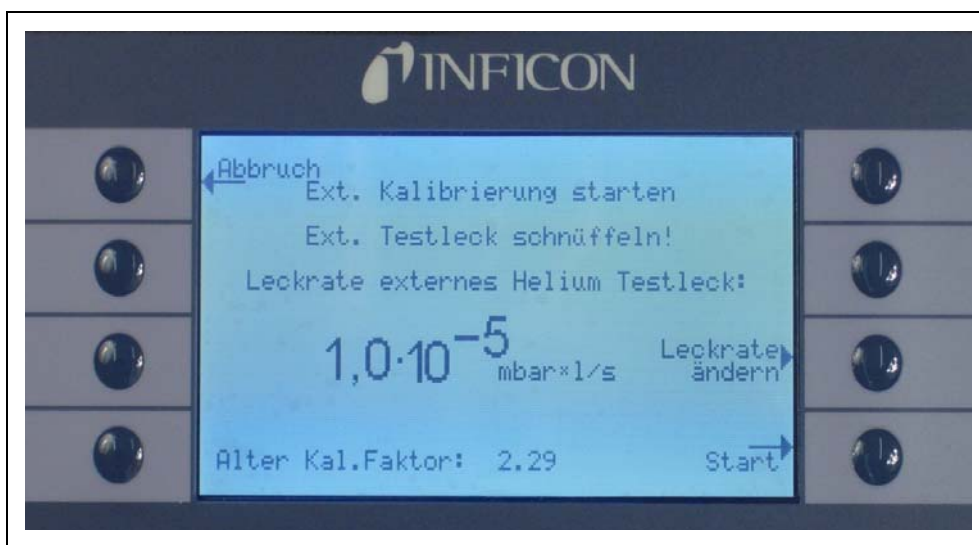 INFICON
Abbruch
Ext. Kalibrierung starten
Ext. Testleck schnüffeln!
Leckrate externes Helium Testleck:
1,0·10⁻⁵ mbar*l/s
Leckrate
ändern
Alter Kal.Faktor: 2.29
Start